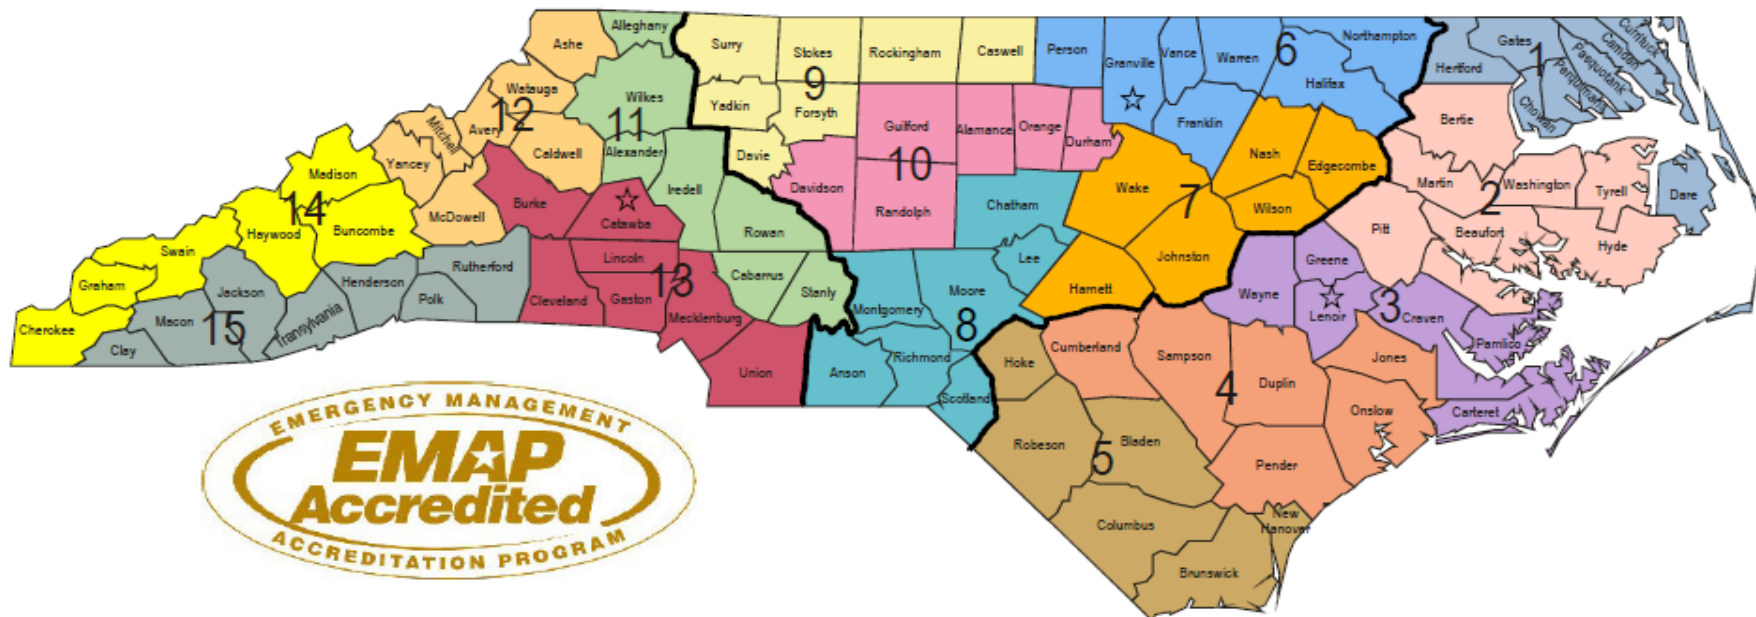 Alleghany
Ashe
Surry
Stokes
Rockingham
Caswell
Person
Granville
Vance
Warren
6
Northampton
Gates
1
Currituck
Camden
Pasquotank
Perquimans
Chowan
Hertford
Watauga
12
Wilkes
11
9
Yadkin
Forsyth
Halifax
Franklin
Bertie
Mitchell
Avery
Caldwell
Alexander
Davie
Guilford
Alamance
Orange
Durham
Nash
Edgecombe
Yancey
Madison
14
Burke
Catawba
Iredell
Davidson
10
Randolph
Chatham
Wake
7
Wilson
Martin
2
Washington
Tyrell
Dare
McDowell
Buncombe
Haywood
Swain
Rowan
Lincoln
13
Johnston
Pitt
Beaufort
Hyde
Graham
Jackson
Henderson
Rutherford
Polk
Cleveland
Gaston
Cabarrus
Stanly
Lee
Moore
Harnett
Greene
Wayne
Cherokee
Macon
15
Transylvania
Clay
Mecklenburg
Montgomery
8
Lenoir
3
Craven
Pamlico
Union
Anson
Richmond
Scotland
Hoke
Cumberland
Sampson
4
Duplin
Jones
Onslow
Carteret
Robeson
5
Bladen
Pender
Columbus
New
Hanover
Brunswick
EMERGENCY MANAGEMENT
EMAP
Accredited
ACCREDITATION PROGRAM